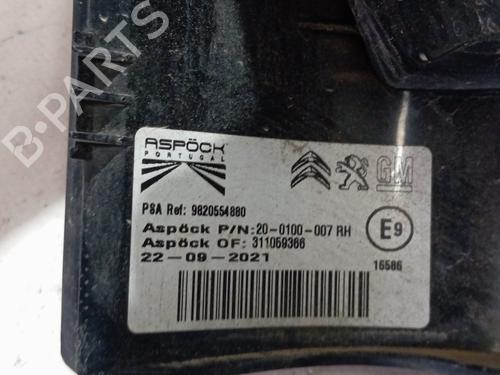 B-PARTS
ASPÖCK
PORTUGAL
GM
PSA Ref: 9820554880
Aspöck P/N:20-0100-007 RH
Aspöck OF: 311059366
22-09-2021
E9
16586